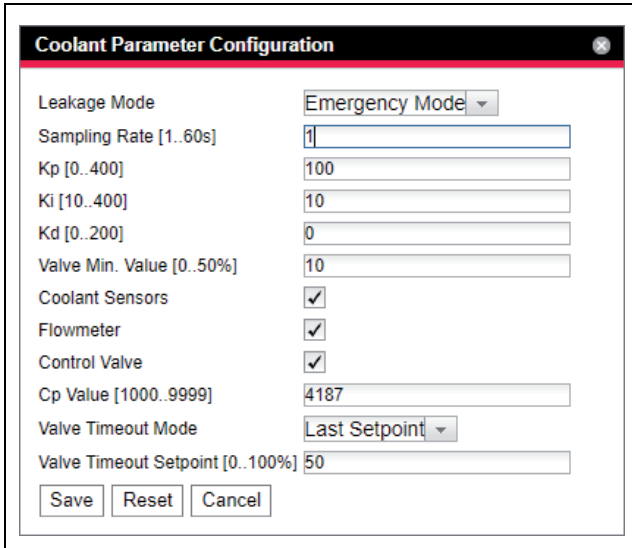 Coolant Parameter Configuration
Leakage Mode Emergency Mode
Sampling Rate [1..60s] 1
Kp [0..400] 100
Ki [10..400] 10
Kd [0..200] 0
Valve Min. Value [0..50%] 10
Coolant Sensors
Flowmeter
Control Valve
Cp Value [1000..9999] 4187
Valve Timeout Mode Last Setpoint
Valve Timeout Setpoint [0..100%] 50
Save Reset Cancel